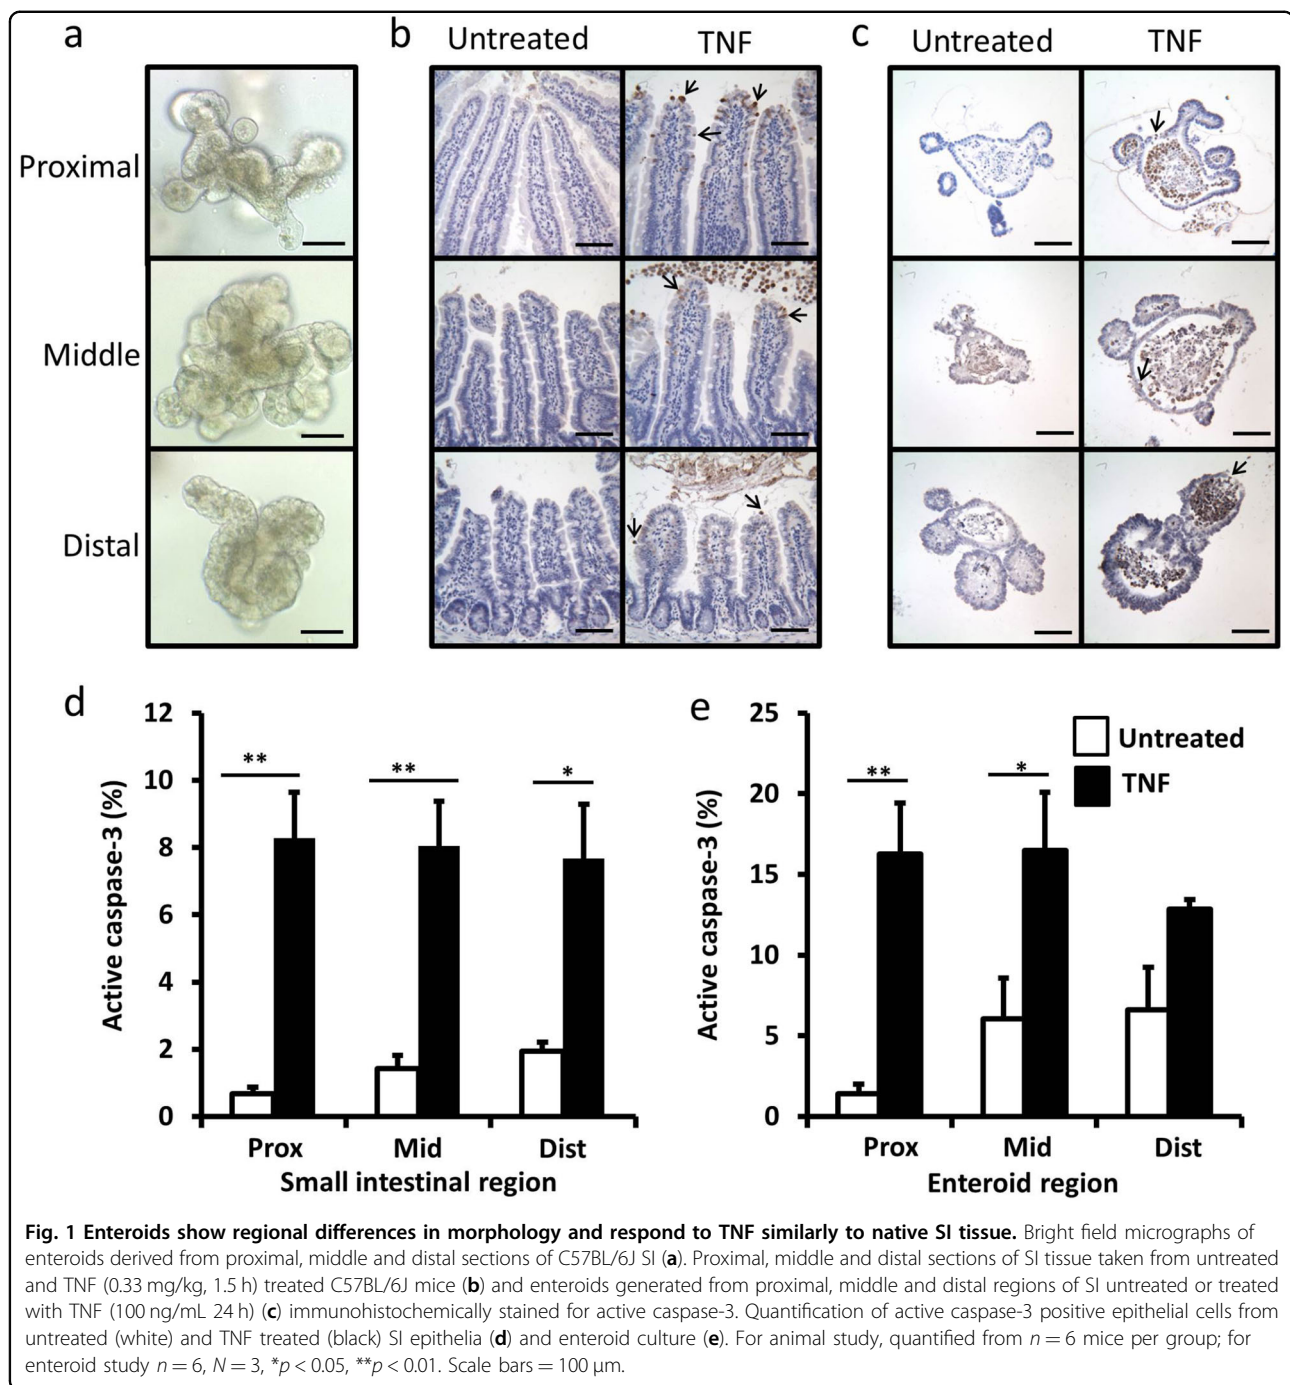 a
b
c
Untreated
TNF
Untreated
TNF
Proximal
Middle
Distal
d
12
10
8
6
4
2
0
Active caspase-3 (%)
**
**
*
Prox
Mid
Dist
Small intestinal region
e
25
20
15
10
5
0
Active caspase-3 (%)
**
*
Untreated
TNF
Prox
Mid
Dist
Enteroid region
Fig. 1 Enteroids show regional differences in morphology and respond to TNF similarly to native SI tissue. Bright field micrographs of
enteroids derived from proximal, middle and distal sections of C57BL/6J SI (a). Proximal, middle and distal sections of SI tissue taken from untreated
and TNF (0.33 mg/kg, 1.5 h) treated C57BL/6J mice (b) and enteroids generated from proximal, middle and distal regions of SI untreated or treated
with TNF (100 ng/mL 24 h) (c) immunohistochemically stained for active caspase-3. Quantification of active caspase-3 positive epithelial cells from
untreated (white) and TNF treated (black) SI epithelia (d) and enteroid culture (e). For animal study, quantified from n = 6 mice per group; for
enteroid study n = 6, N = 3, *p < 0.05, **p < 0.01. Scale bars = 100 μm.